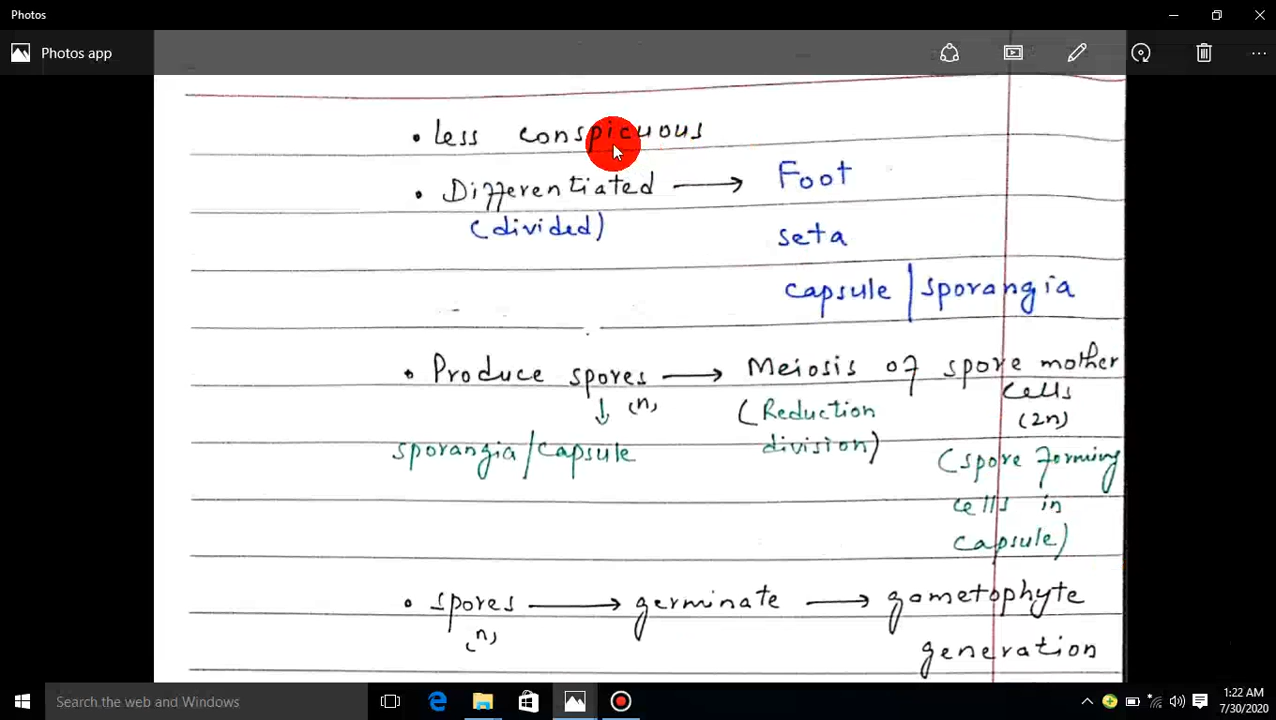 Photos
Photos app
• less conspicuous
• Differentiated → Foot
(divided)
seta
capsule | sporangia
• Produce spores → Meiosis of spore mother
cells
↓ (n)
(Reduction
(2n)
sporangia/capsule
division)
(spore forming
cells in
capsule)
• spores → germinate → gametophyte
(n)
generation
Search the web and Windows
1:22 AM
7/30/2020